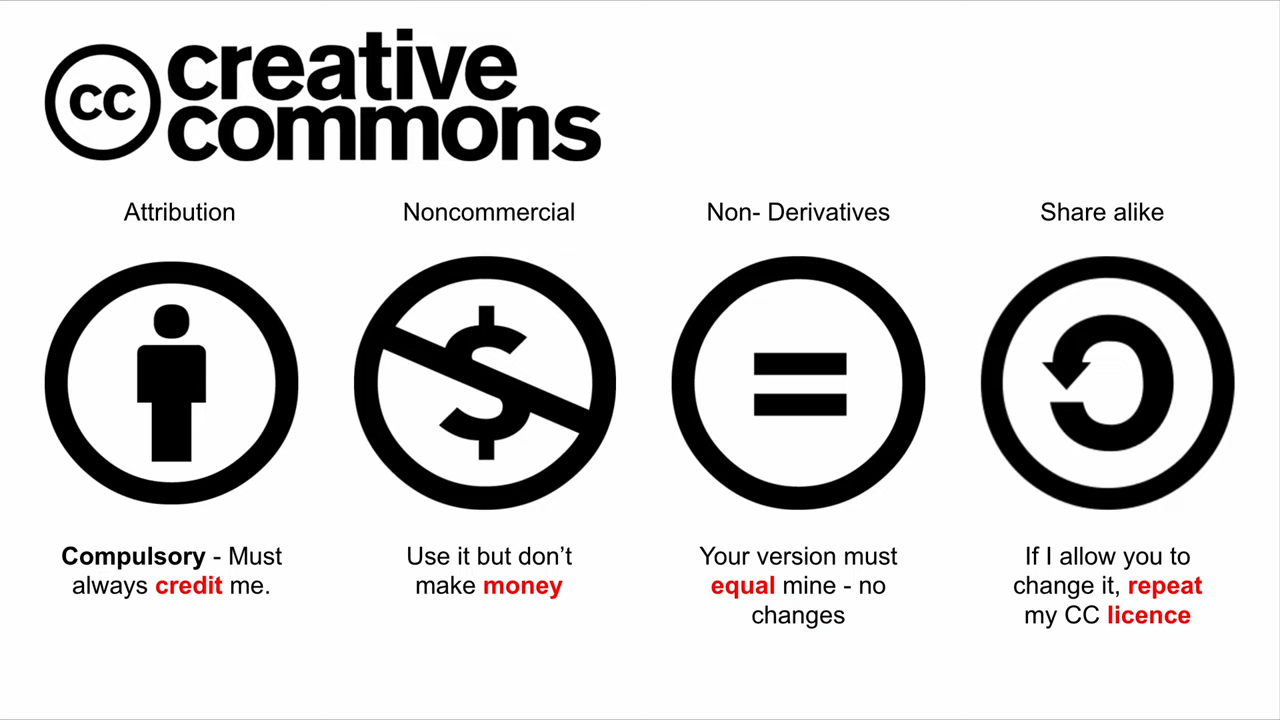 cc creative
commons
Attribution
Noncommercial
Non- Derivatives
Share alike
Compulsory - Must
always credit me.
Use it but don’t
make money
Your version must
equal mine - no
changes
If I allow you to
change it, repeat
my CC licence